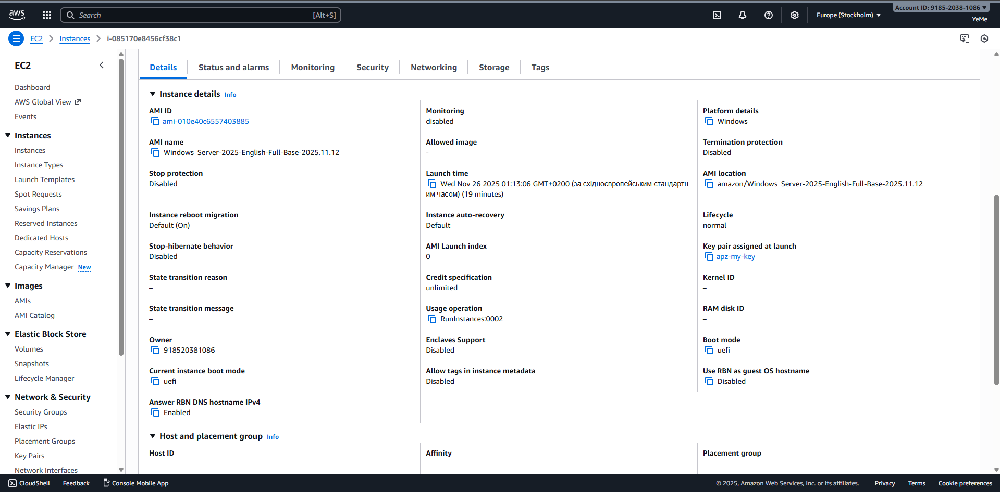 aws
Search [Alt+S]
Europe (Stockholm)
Account ID: 9185-2038-1086
YeMe
EC2 Instances i-085170e8456cf38c1
EC2
Dashboard
AWS Global View
Events
Instances
Instances
Instance Types
Launch Templates
Spot Requests
Savings Plans
Reserved Instances
Dedicated Hosts
Capacity Reservations
Capacity Manager New
Images
AMIs
AMI Catalog
Elastic Block Store
Volumes
Snapshots
Lifecycle Manager
Network & Security
Security Groups
Elastic IPs
Placement Groups
Key Pairs
Network Interfaces
Details Status and alarms Monitoring Security Networking Storage Tags
Instance details Info
AMI ID
ami-010e40c6557403885
Monitoring
disabled
Platform details
Windows
AMI name
Windows_Server-2025-English-Full-Base-2025.11.12
Allowed image
-
Termination protection
Disabled
Stop protection
Disabled
Launch time
Wed Nov 26 2025 01:13:06 GMT+0200 (за східноєвропейським стандартн
им часом) (19 minutes)
AMI location
amazon/Windows_Server-2025-English-Full-Base-2025.11.12
Instance reboot migration
Default (On)
Instance auto-recovery
Default
Lifecycle
normal
Stop-hibernate behavior
Disabled
AMI Launch index
0
Key pair assigned at launch
apz-my-key
State transition reason
–
Credit specification
unlimited
Kernel ID
–
State transition message
–
Usage operation
RunInstances:0002
RAM disk ID
–
Owner
918520381086
Enclaves Support
Disabled
Boot mode
uefi
Current instance boot mode
uefi
Allow tags in instance metadata
Disabled
Use RBN as guest OS hostname
Disabled
Answer RBN DNS hostname IPv4
Enabled
Host and placement group Info
Host ID
–
Affinity
–
Placement group
–
CloudShell Feedback Console Mobile App
© 2025, Amazon Web Services, Inc. or its affiliates. Privacy Terms Cookie preferences